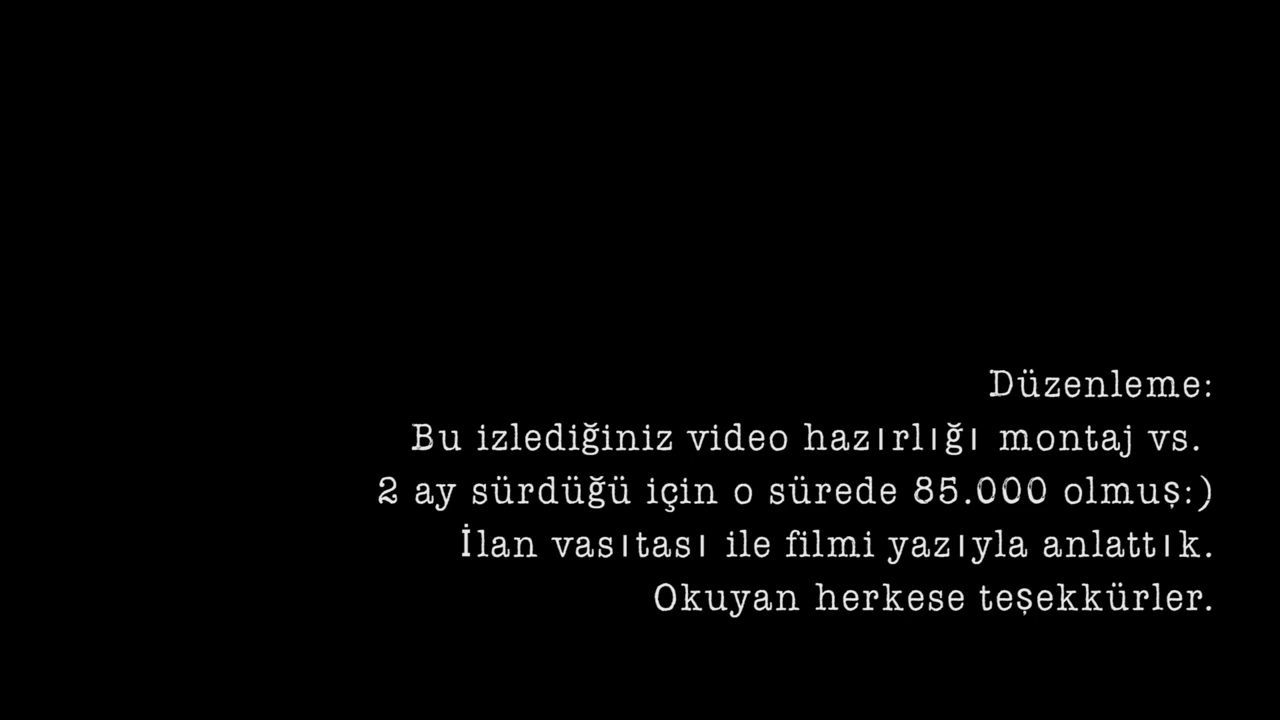 Düzenleme:
Bu izlediğiniz video hazırlığı montaj vs.
2 ay sürdüğü için o sürede 85.000 olmuş:)
İlan vasıtası ile filmi yazıyla anlattık.
Okuyan herkese teşekkürler.